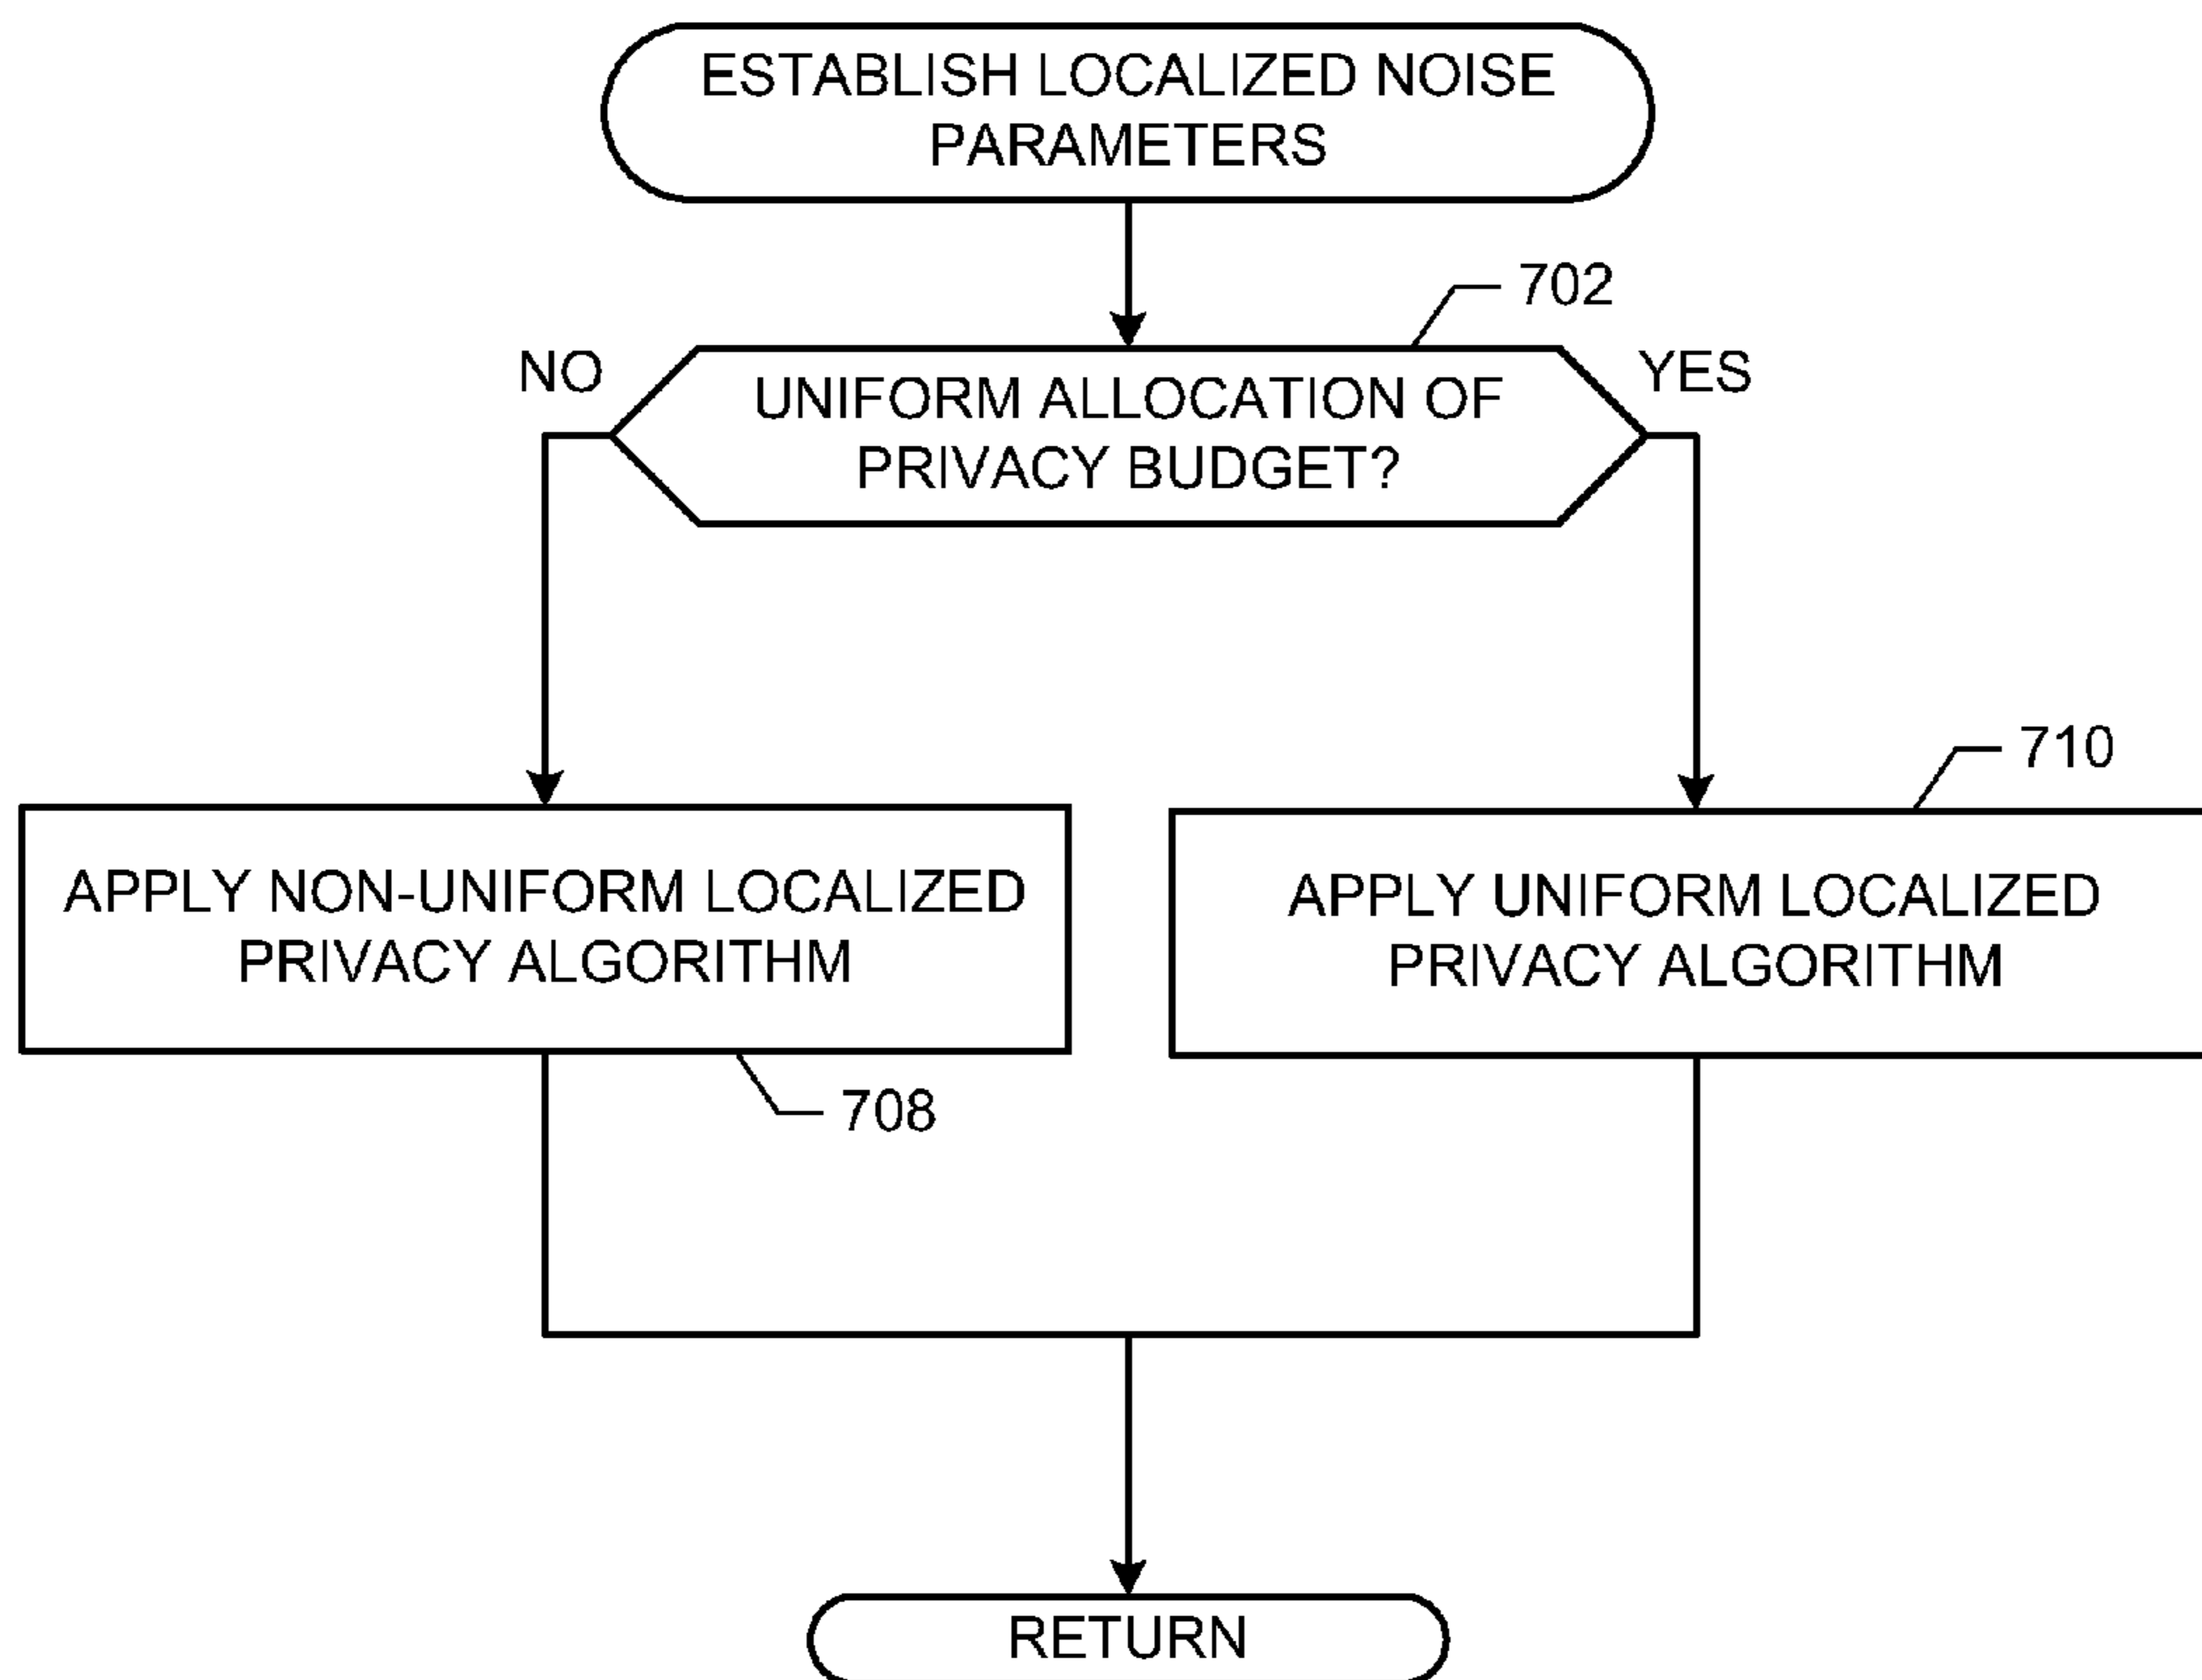 ESTABLISH LOCALIZED NOISE
PARAMETERS
702
NO
YES
UNIFORM ALLOCATION OF
PRIVACY BUDGET?
710
APPLY NON-UNIFORM LOCALIZED
PRIVACY ALGORITHM
APPLY UNIFORM LOCALIZED
PRIVACY ALGORITHM
708
RETURN